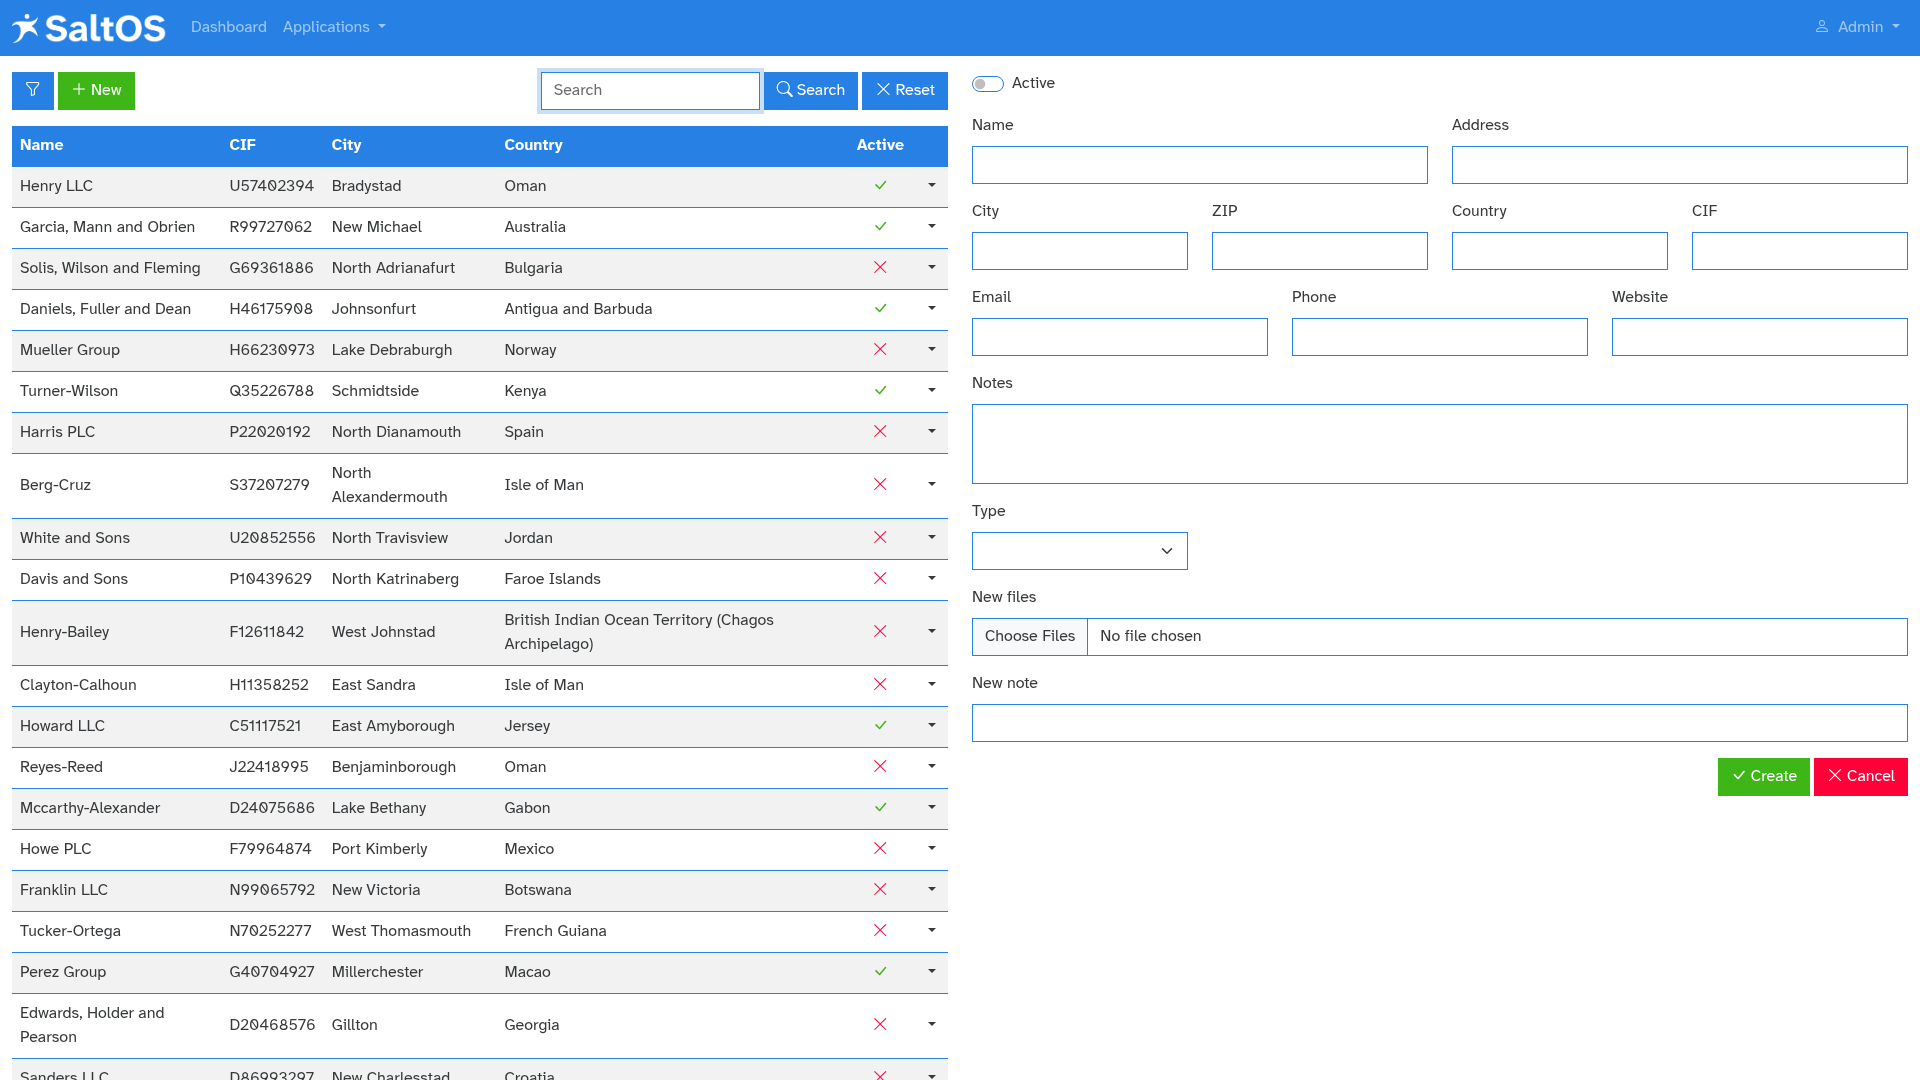 SaltOS Dashboard Applications Admin
New Search Search Reset
Name CIF City Country Active
Henry LLC U57402394 Bradystad Oman
Garcia, Mann and Obrien R99727062 New Michael Australia
Solis, Wilson and Fleming G69361886 North Adrianafurt Bulgaria
Daniels, Fuller and Dean H46175908 Johnsonfurt Antigua and Barbuda
Mueller Group H66230973 Lake Debraburgh Norway
Turner-Wilson Q35226788 Schmidtside Kenya
Harris PLC P22020192 North Dianamouth Spain
Berg-Cruz S37207279 North Isle of Man
Alexandermouth
White and Sons U20852556 North Travisview Jordan
Davis and Sons P10439629 North Katrinaberg Faroe Islands
Henry-Bailey F12611842 West Johnstad British Indian Ocean Territory (Chagos
Archipelago)
Clayton-Calhoun H11358252 East Sandra Isle of Man
Howard LLC C51117521 East Amyborough Jersey
Reyes-Reed J22418995 Benjaminborough Oman
Mccarthy-Alexander D24075686 Lake Bethany Gabon
Howe PLC F79964874 Port Kimberly Mexico
Franklin LLC N99065792 New Victoria Botswana
Tucker-Ortega N70252277 West Thomasmouth French Guiana
Perez Group G40704927 Millerchester Macao
Edwards, Holder and
Pearson D20468576 Gillton Georgia
Sanders LLC D86993297 New Charlesstad Croatia
Active
Name Address
City ZIP Country CIF
Email Phone Website
Notes
Type
New files
Choose Files No file chosen
New note
Create Cancel